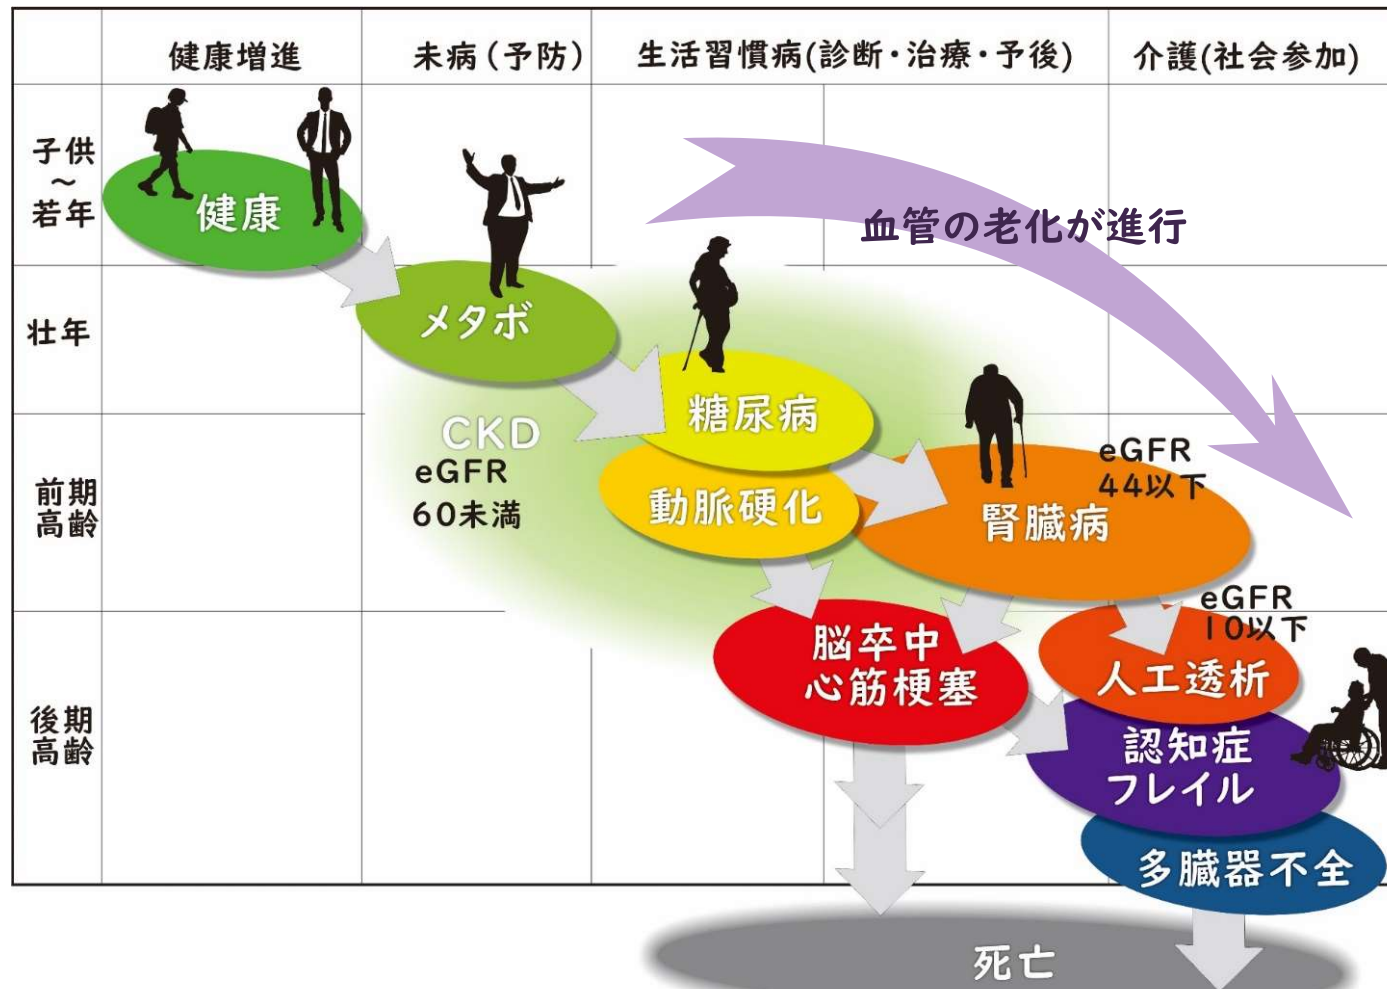 健康増進
未病(予防)
生活習慣病(診断・治療・予後)
介護(社会参加)
子供
～
若年
健康
血管の老化が進行
壮年
メタボ
糖尿病
CKD
eGFR
60未満
前期
高齢
動脈硬化
腎臓病
eGFR
44以下
eGFR
10以下
脳卒中
心筋梗塞
人工透析
後期
高齢
認知症
フレイル
多臓器不全
死亡